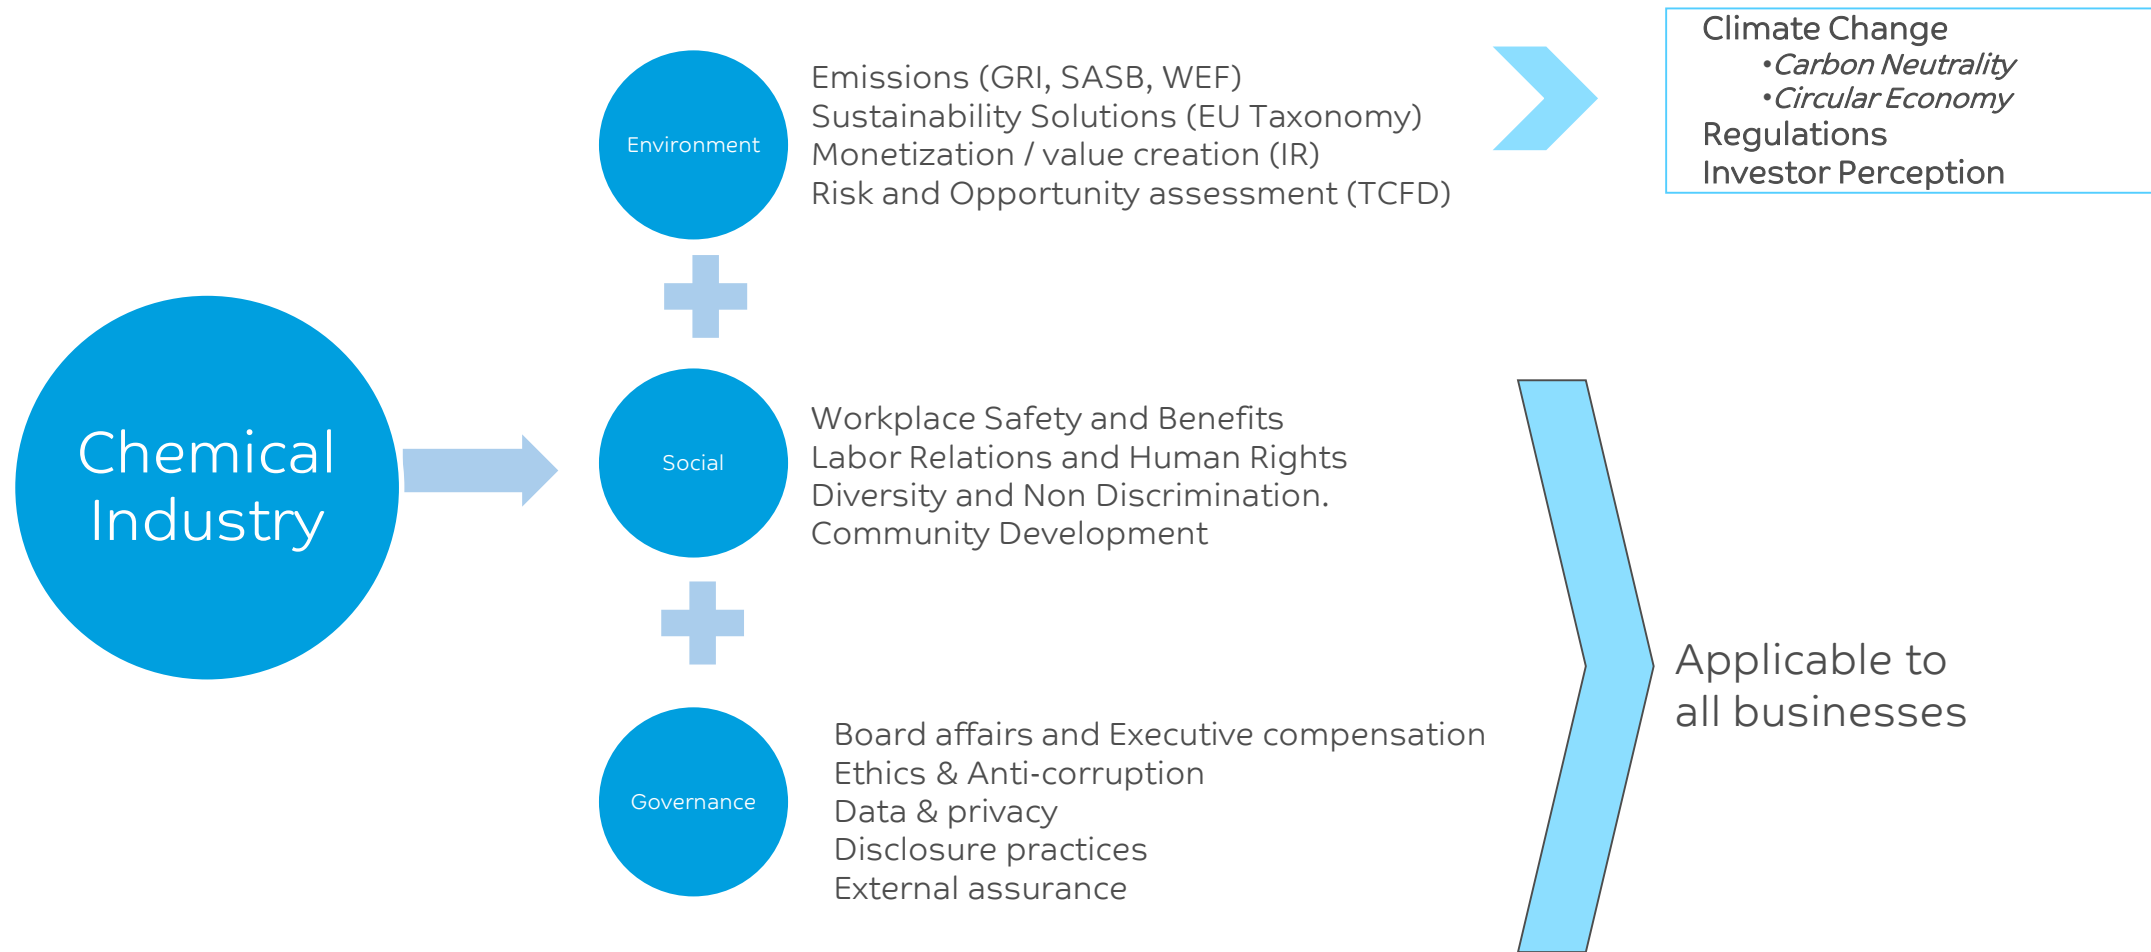 Chemical
Industry
Environment
Emissions (GRI, SASB, WEF)
Sustainability Solutions (EU Taxonomy)
Monetization / value creation (IR)
Risk and Opportunity assessment (TCFD)
Climate Change
•Carbon Neutrality
•Circular Economy
Regulations
Investor Perception
Social
Workplace Safety and Benefits
Labor Relations and Human Rights
Diversity and Non Discrimination.
Community Development
Governance
Board affairs and Executive compensation
Ethics & Anti-corruption
Data & privacy
Disclosure practices
External assurance
Applicable to
all businesses